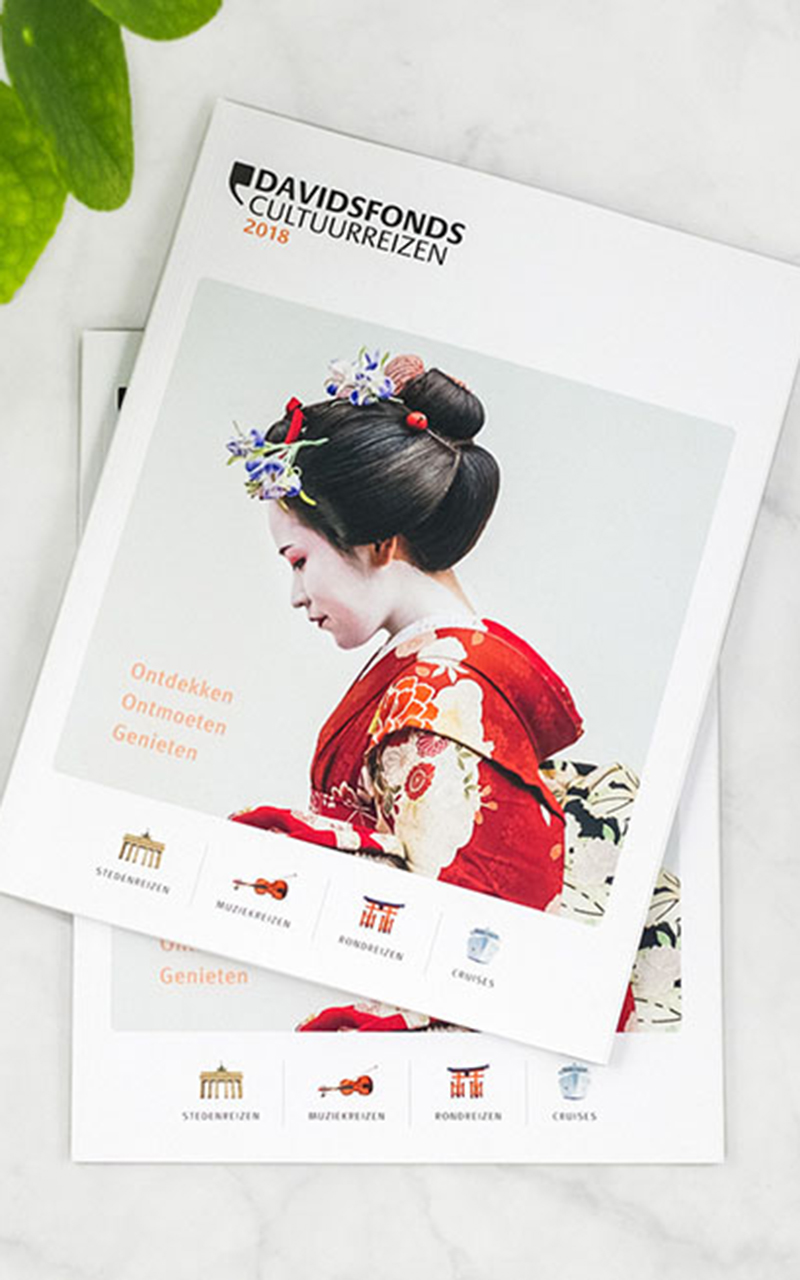 DAVIDSFONDS
CULTUURREIZEN
2018
Ontdekken
Ontmoeten
Genieten
STEDENREIZEN
MUZIEKREIZEN
RONDREIZEN
CRUISES
Genieten
STEDENREIZEN
MUZIEKREIZEN
RONDREIZEN
CRUISES